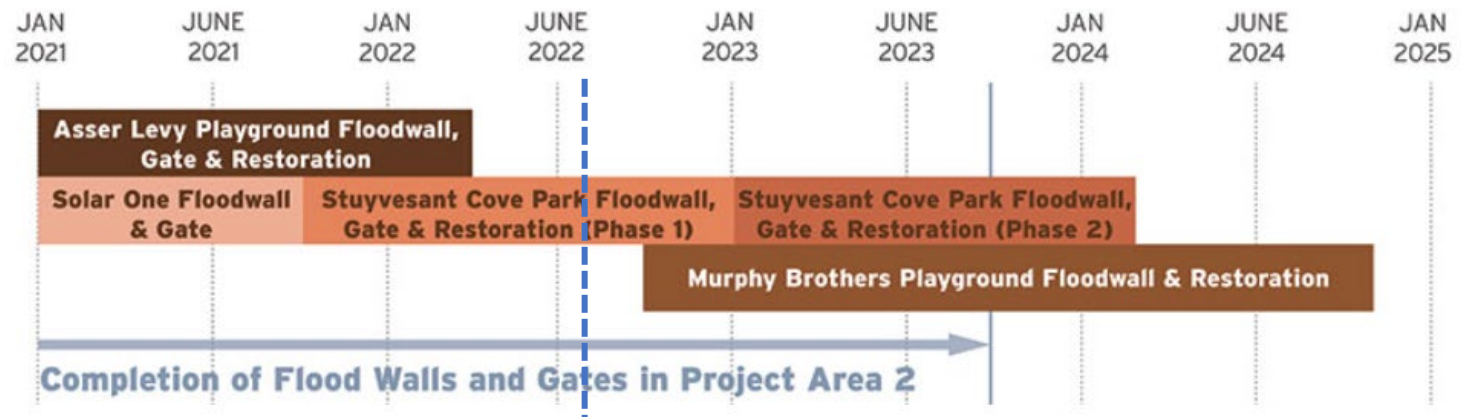 JAN JUNE JAN JUNE JAN JUNE JAN JUNE JAN
2021 2021 2022 2022 2023 2023 2024 2024 2025
Asser Levy Playground Floodwall,
Gate & Restoration
Solar One Floodwall
& Gate
Stuyvesant Cove Park Floodwall,
Gate & Restoration (Phase 1)
Stuyvesant Cove Park Floodwall,
Gate & Restoration (Phase 2)
Murphy Brothers Playground Floodwall & Restoration
Completion of Flood Walls and Gates in Project Area 2